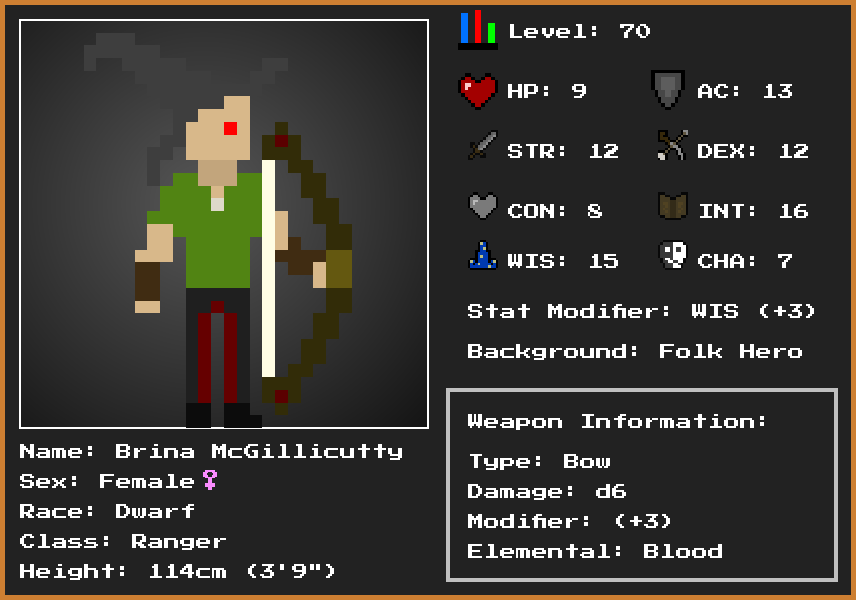 Level: 70
HP: 9
AC: 13
STR: 12
DEX: 12
CON: 8
INT: 16
WIS: 15
CHA: 7
Stat Modifier: WIS (+3)
Background: Folk Hero
Weapon Information:
Type: Bow
Damage: d6
Modifier: (+3)
Elemental: Blood
Name: Brina McGillicutty
Sex: Female♀
Race: Dwarf
Class: Ranger
Height: 114cm (3'9")